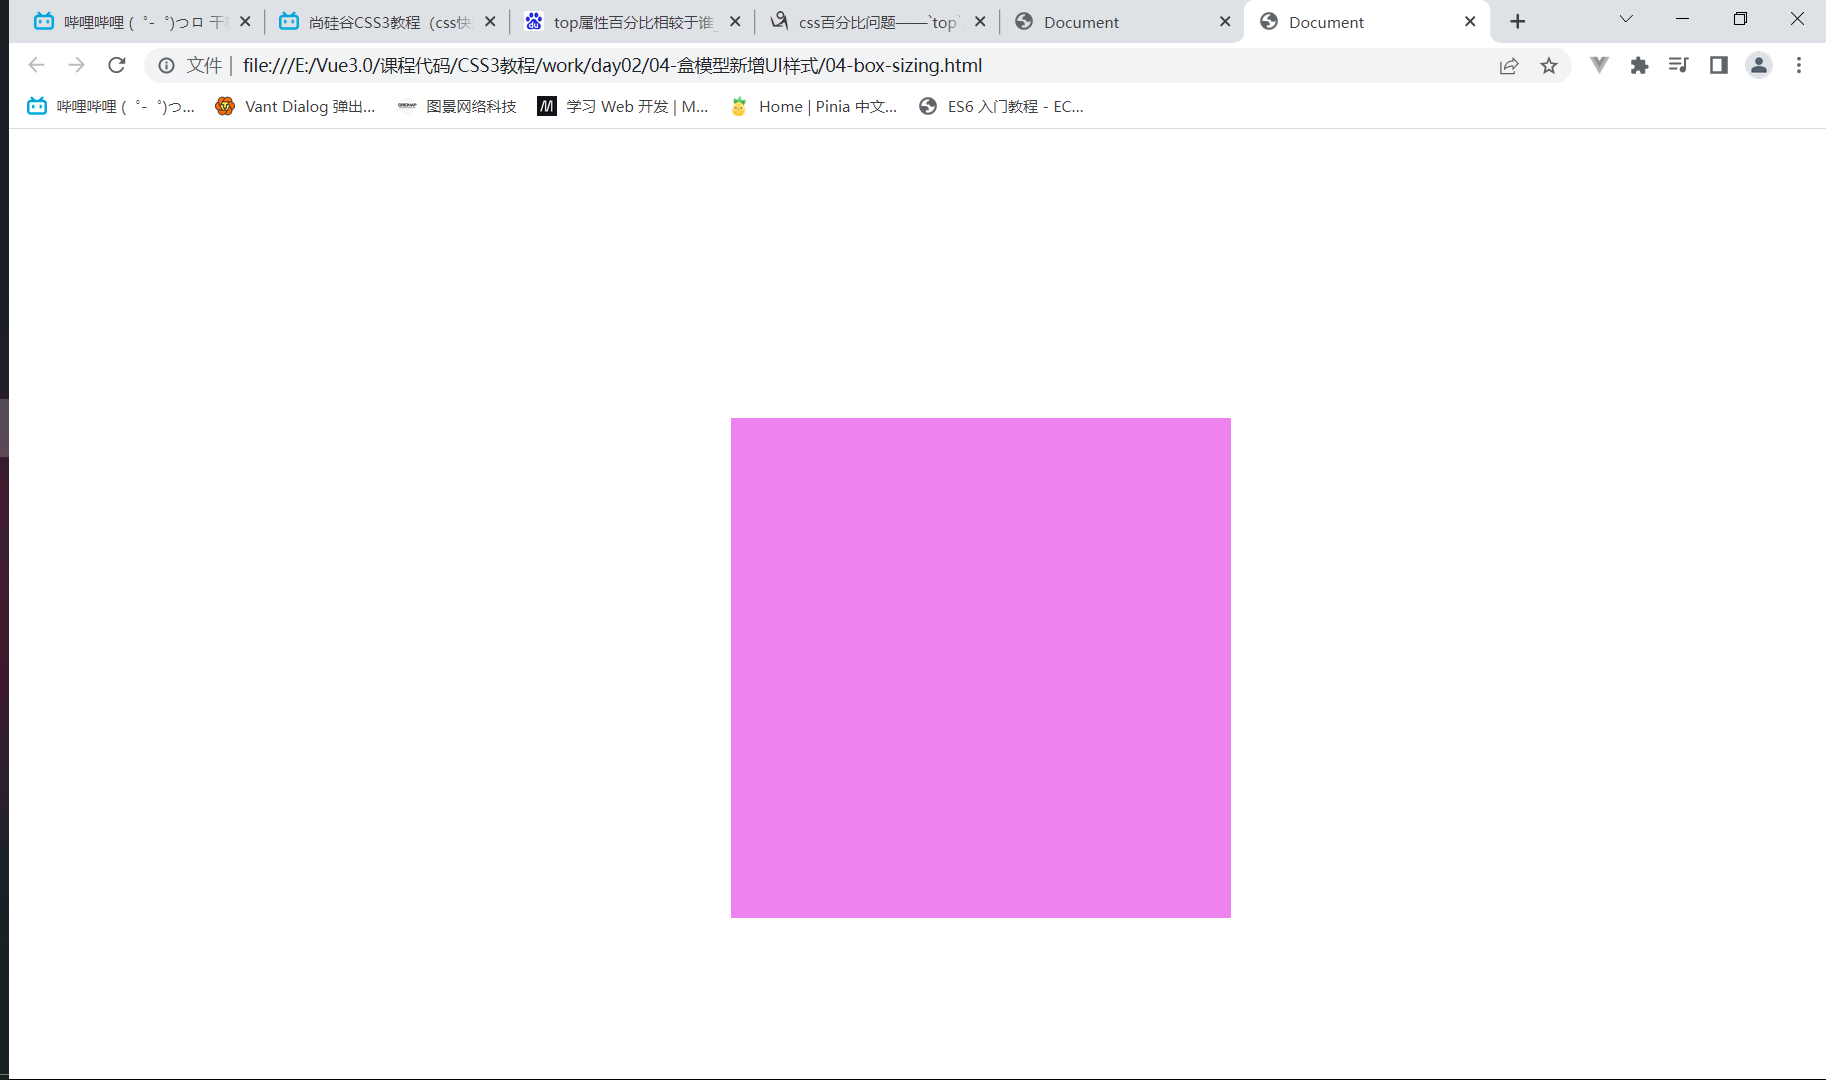 哔哩哔哩 (゜-゜)つロ 干
尚硅谷CSS3教程（css快
top属性百分比相较于谁_
css百分比问题——`top`
Document
Document
文件 | file:///E:/Vue3.0/课程代码/CSS3教程/work/day02/04-盒模型新增UI样式/04-box-sizing.html
哔哩哔哩 (゜-゜)つ...
Vant Dialog 弹出...
图景网络科技
学习 Web 开发 | M...
Home | Pinia 中文...
ES6 入门教程 - EC...